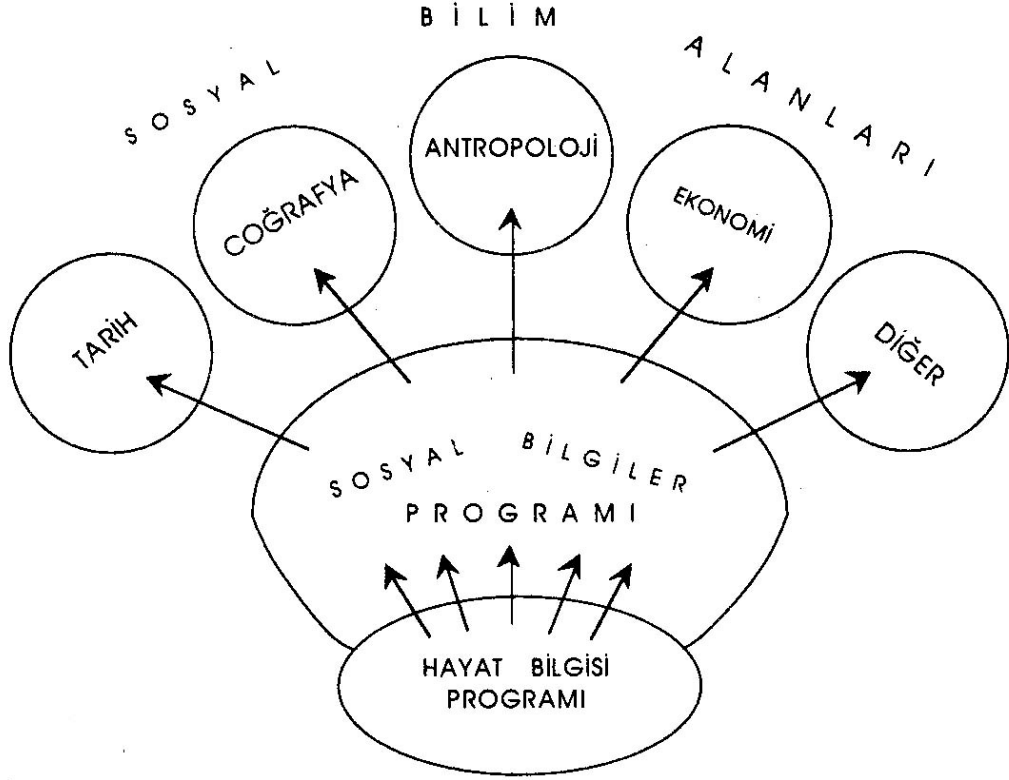 SOSYAL BİLİM ALANLARI
TARİH
COĞRAFYA
ANTROPOLOJİ
EKONOMİ
DİĞER
SOSYAL BİLGİLER
PROGRAMI
HAYAT BİLGİSİ
PROGRAMI